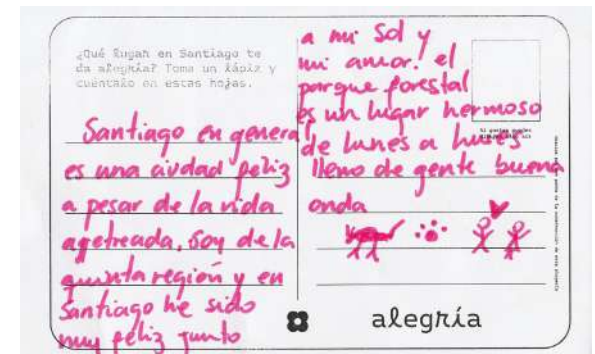 ¿Qué lugar en Santiago te
da alegría? Toma un lápiz y
cuéntalo en estas hojas.
Santiago en general
es una ciudad feliz
a pesar de la vida
agetreada. Soy de la
quinta región y en
Santiago he sido
muy feliz junto
a mi Sol y
mi amor. el
parque forestal
es un lugar hermoso
de lunes a lunes
lleno de gente buena
onda
alegría